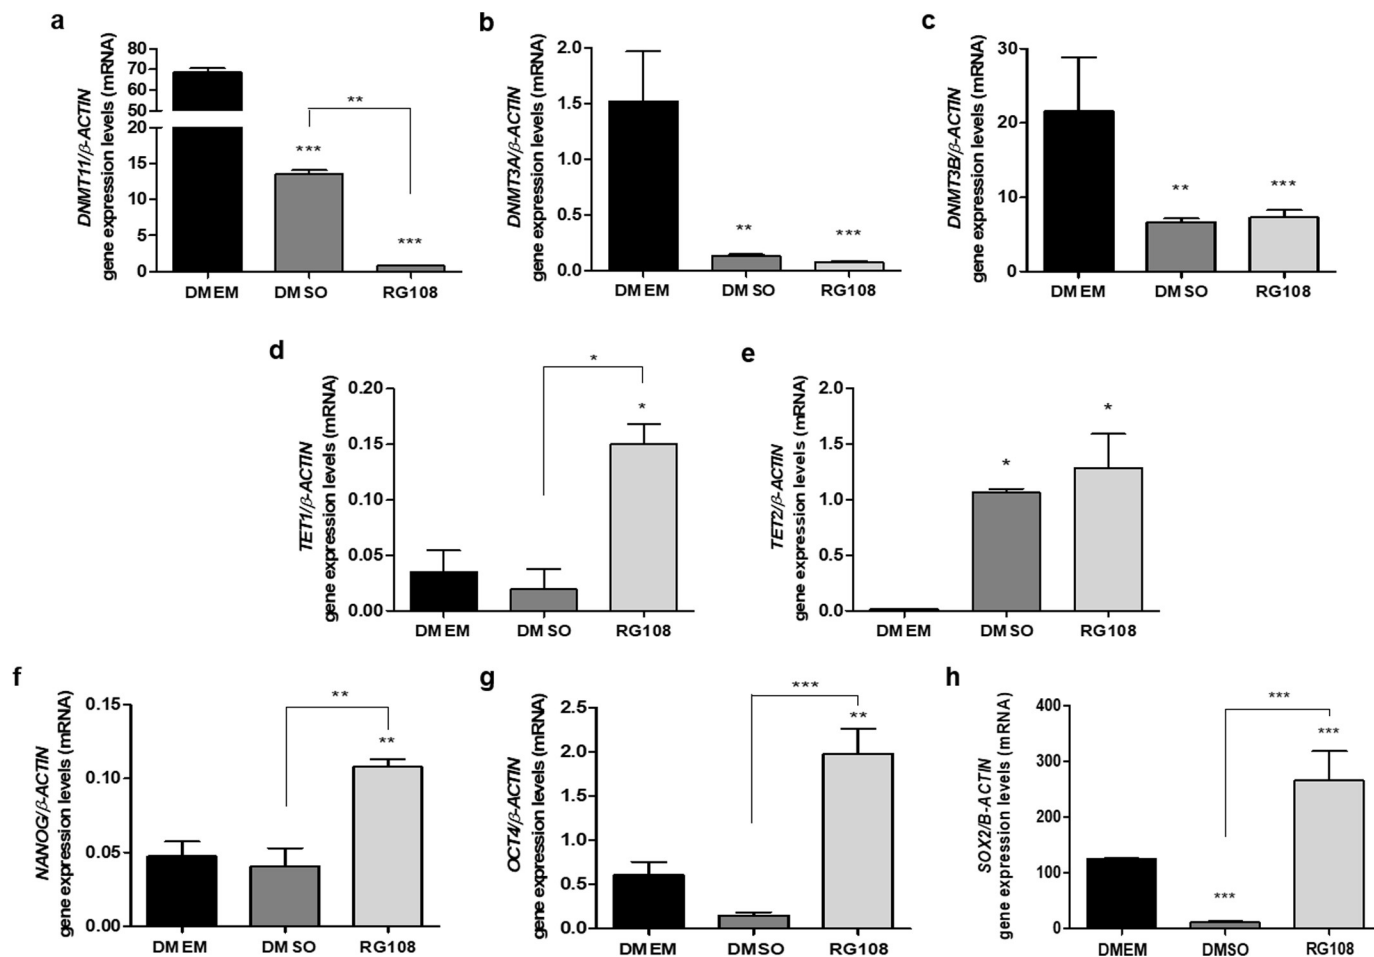 a
DNMT11/β-ACTIN
gene expression levels (mRNA)
80
70
60
50
20
15
10
5
0
***
**
***
DMEM
DMSO
RG108
b
DNMT3A/β-ACTIN
gene expression levels (mRNA)
2.0
1.5
1.0
0.5
0.0
**
***
DMEM
DMSO
RG108
c
DNMT3B/β-ACTIN
gene expression levels (mRNA)
30
20
10
0
**
***
DMEM
DMSO
RG108
d
TET1/β-ACTIN
gene expression levels (mRNA)
0.20
0.15
0.10
0.05
0.00
*
*
DMEM
DMSO
RG108
e
TET2/β-ACTIN
gene expression levels (mRNA)
2.0
1.5
1.0
0.5
0.0
*
*
DMEM
DMSO
RG108
f
NANOG/β-ACTIN
gene expression levels (mRNA)
0.15
0.10
0.05
0.00
**
**
DMEM
DMSO
RG108
g
OCT4/β-ACTIN
gene expression levels (mRNA)
2.5
2.0
1.5
1.0
0.5
0.0
***
**
DMEM
DMSO
RG108
h
SOX2/B-ACTIN
gene expression levels (mRNA)
400
300
200
100
0
***
***
***
DMEM
DMSO
RG108